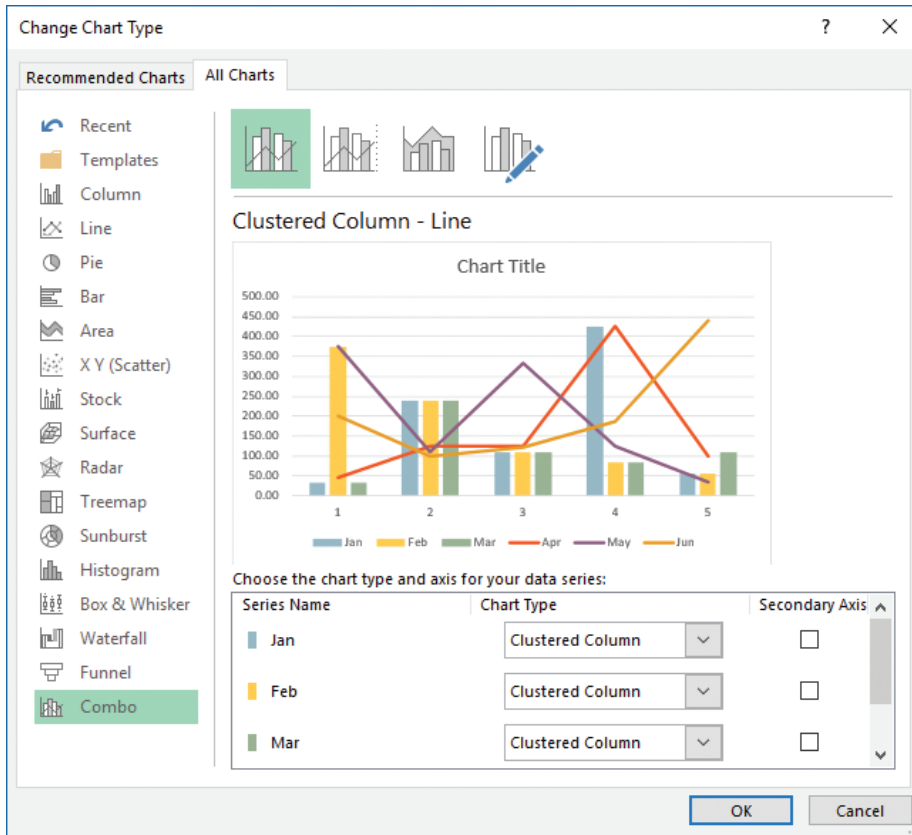 Change Chart Type
?
Recommended Charts
All Charts
Recent
Templates
Column
Line
Pie
Bar
Area
X Y (Scatter)
Stock
Surface
Radar
Treemap
Sunburst
Histogram
Box & Whisker
Waterfall
Funnel
Combo
Clustered Column - Line
Chart Title
500.00
450.00
400.00
350.00
300.00
250.00
200.00
150.00
100.00
50.00
0.00
1 2 3 4 5
Jan Feb Mar Apr May Jun
Choose the chart type and axis for your data series:
Series Name Chart Type Secondary Axis
Jan Clustered Column
Feb Clustered Column
Mar Clustered Column
OK Cancel